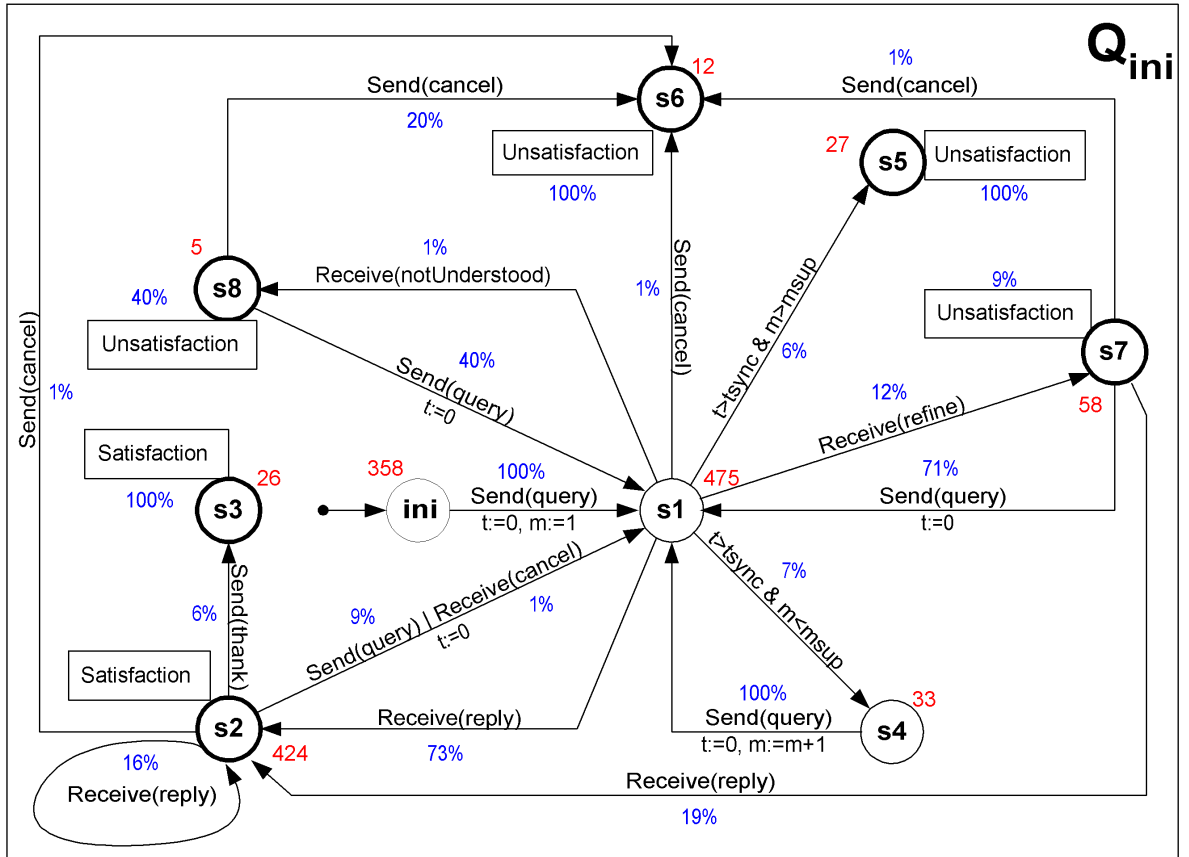 Q ini
12
1%
Send(cancel)
s6
Send(cancel)
20%
27
s5
Unsatisfaction
100%
Unsatisfaction
100%
5
1%
Receive(notUnderstood)
s8
40%
Unsatisfaction
Send(cancel)
1%
t>tsync & m>msup
6%
9%
Unsatisfaction
s7
58
Send(cancel)
1%
40%
Send(query)
t:=0
12%
Receive(refine)
Satisfaction
100%
s3
26
358
ini
100%
Send(query)
t:=0, m:=1
s1
475
71%
Send(query)
t:=0
6%
Send(thank)
9%
Send(query) | Receive(cancel)
1%
t:=0
t>tsync & m<msup
7%
Satisfaction
s2
424
Receive(reply)
73%
100%
Send(query)
t:=0, m:=m+1
s4
33
16%
Receive(reply)
Receive(reply)
19%